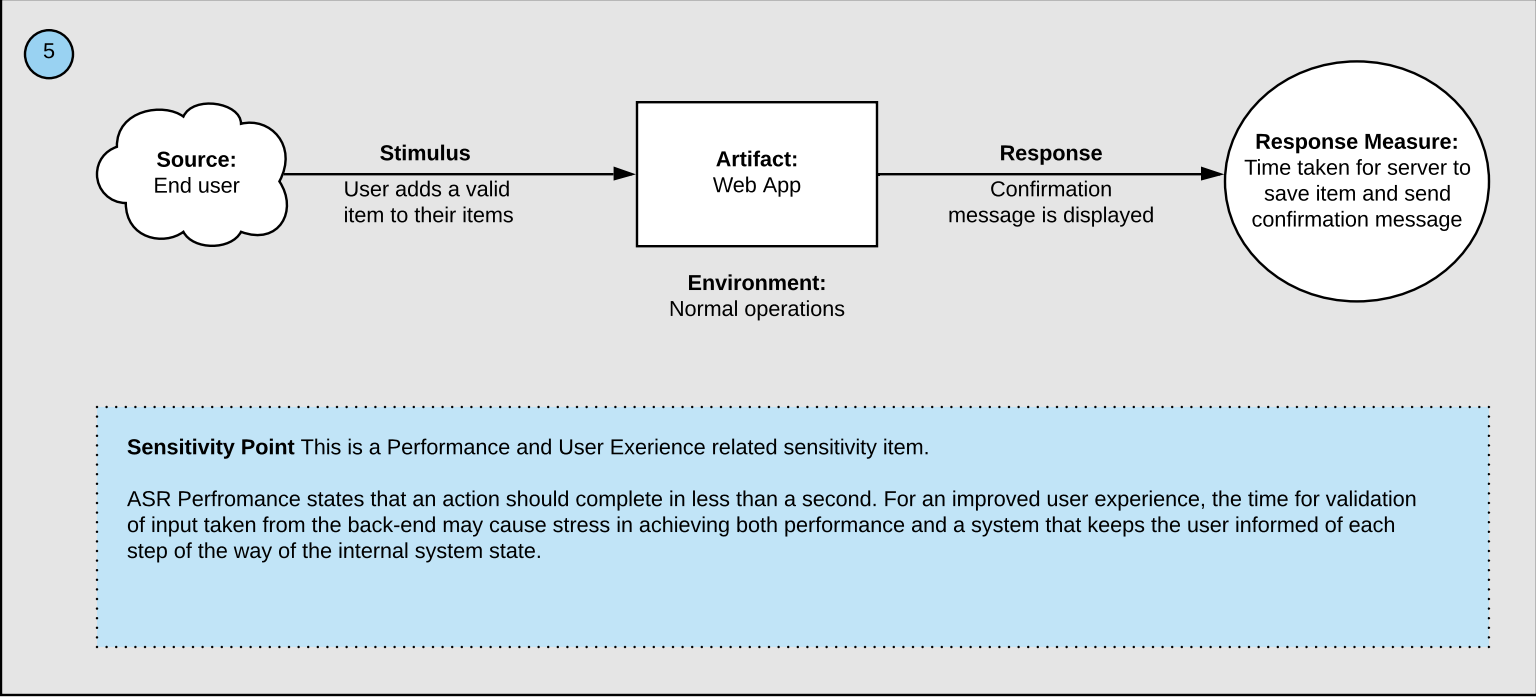 5
Source:
End user
Stimulus
User adds a valid
item to their items
Artifact:
Web App
Environment:
Normal operations
Response
Confirmation
message is displayed
Response Measure:
Time taken for server to
save item and send
confirmation message
Sensitivity Point This is a Performance and User Exerience related sensitivity item.
ASR Perfromance states that an action should complete in less than a second. For an improved user experience, the time for validation
of input taken from the back-end may cause stress in achieving both performance and a system that keeps the user informed of each
step of the way of the internal system state.